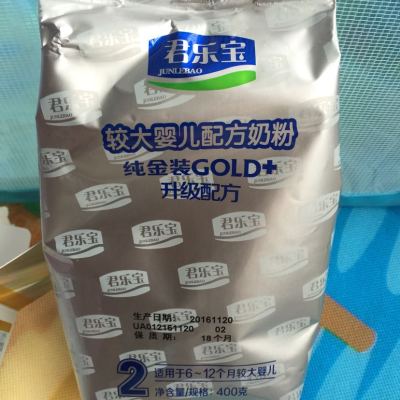 君乐宝
JUNLEBAO
较大婴儿配方奶粉
纯金装GOLD+
升级配方
生产日期: 20161120
UA012161120 02
保 质 期: 18个月
2 适用于6~12个月较大婴儿
净含量/规格: 400克